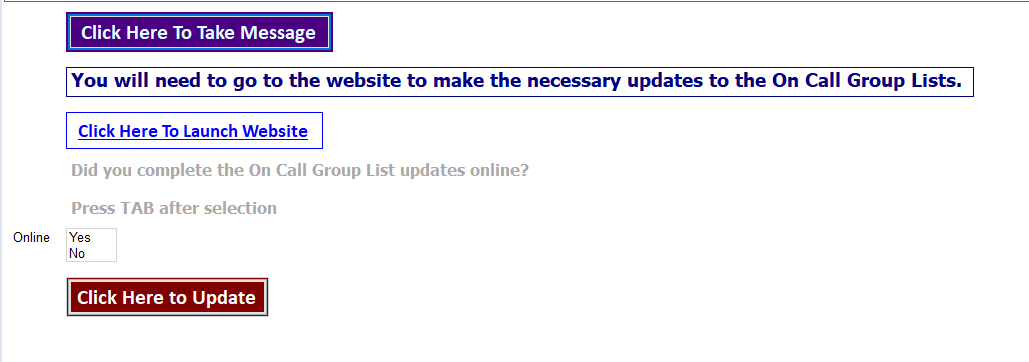 Click Here To Take Message
You will need to go to the website to make the necessary updates to the On Call Group Lists.
Click Here To Launch Website
Did you complete the On Call Group List updates online?
Press TAB after selection
Online Yes
No
Click Here to Update